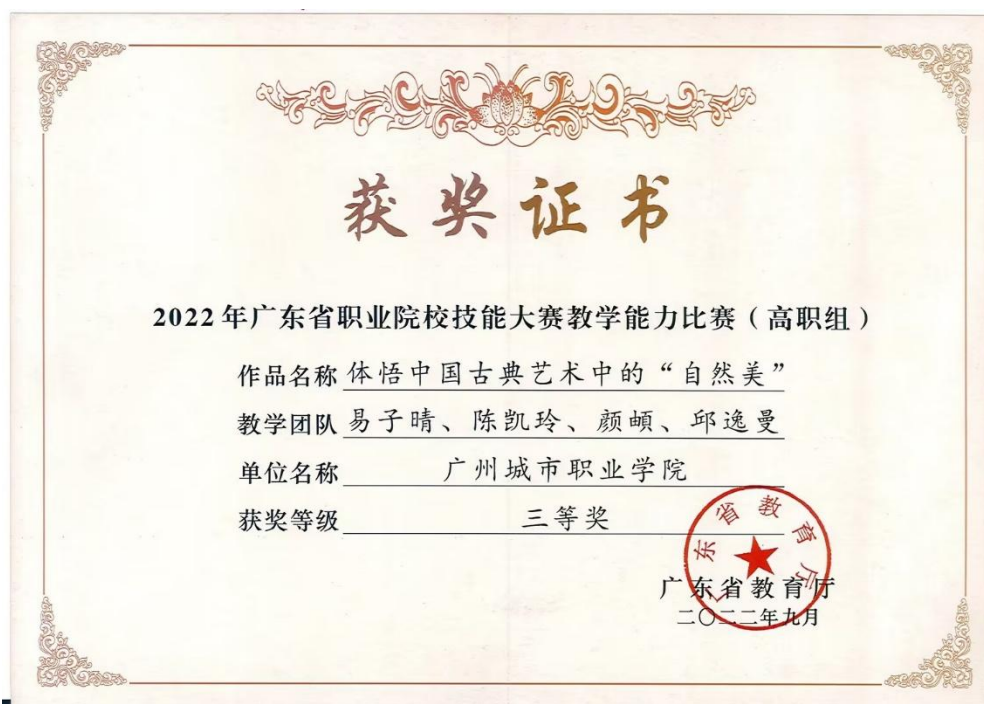 获奖证书
2022年广东省职业院校技能大赛教学能力比赛（高职组）
作品名称 体悟中国古典艺术中的“自然美”
教学团队 易子晴、陈凯玲、颜頔、邱逸曼
单位名称 广州城市职业学院
获奖等级 三等奖
广东省教育厅
广东省教育厅
二〇二二年九月